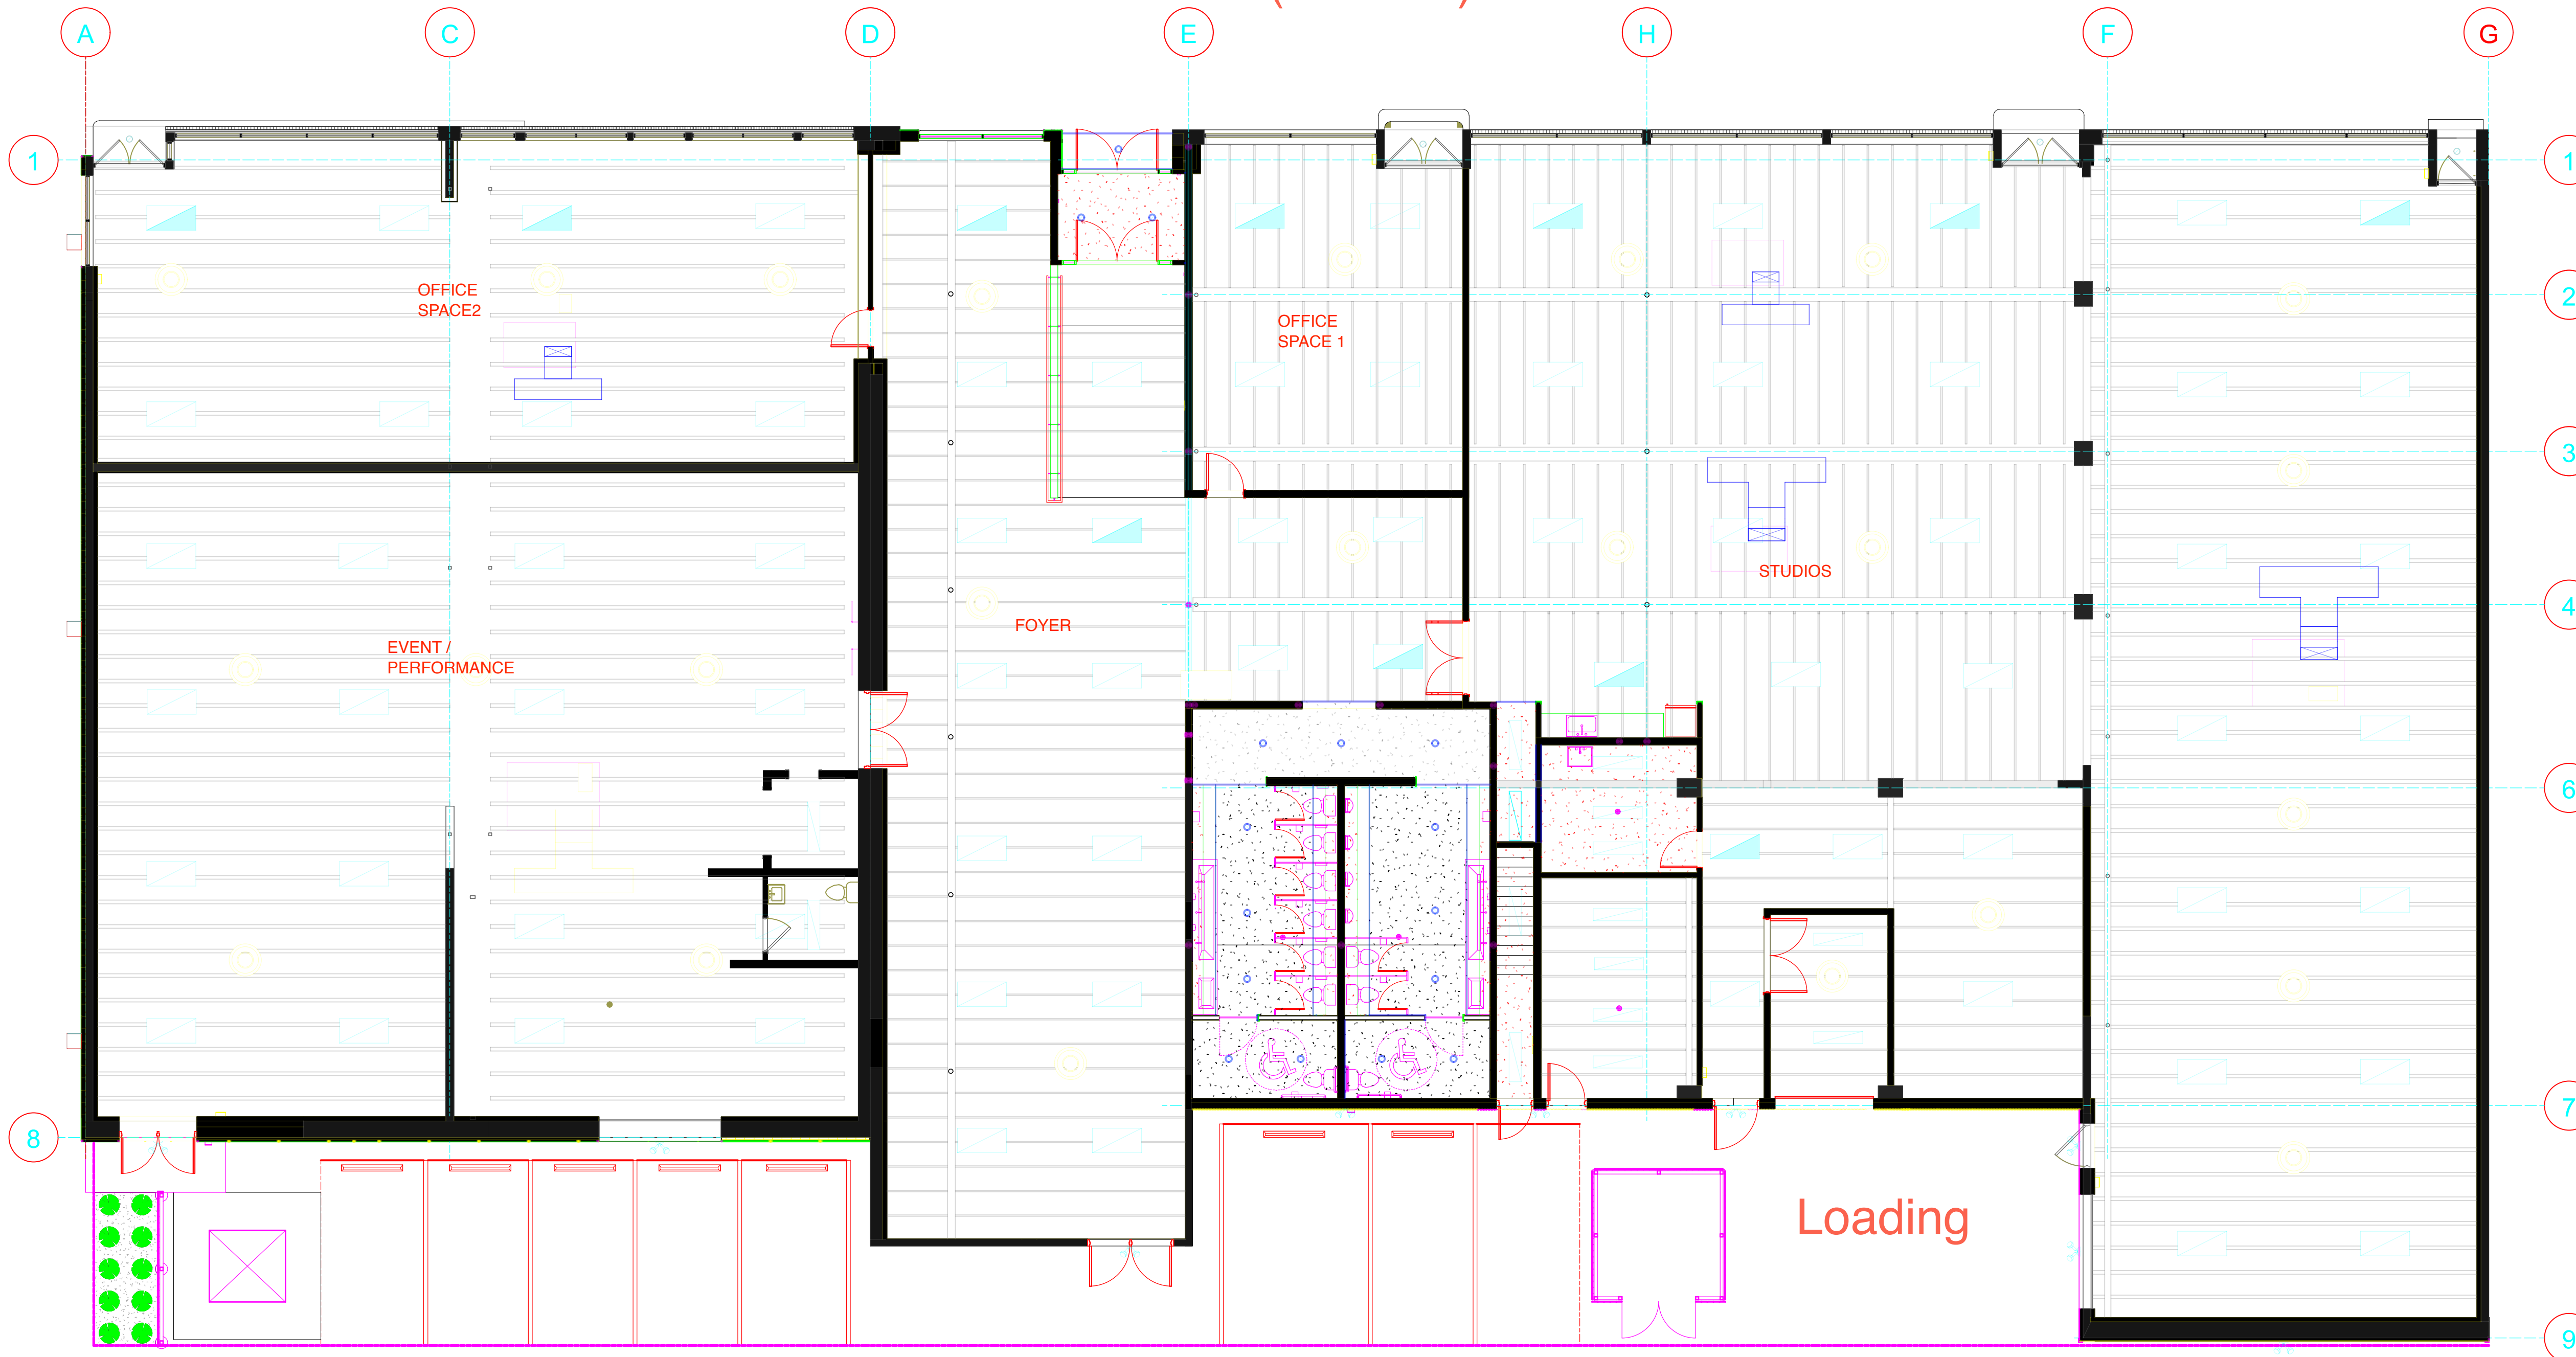 A
C
D
E
H
F
G
1
1
2
OFFICE
SPACE2
OFFICE
SPACE 1
3
STUDIOS
4
FOYER
EVENT /
PERFORMANCE
6
7
8
Loading
9